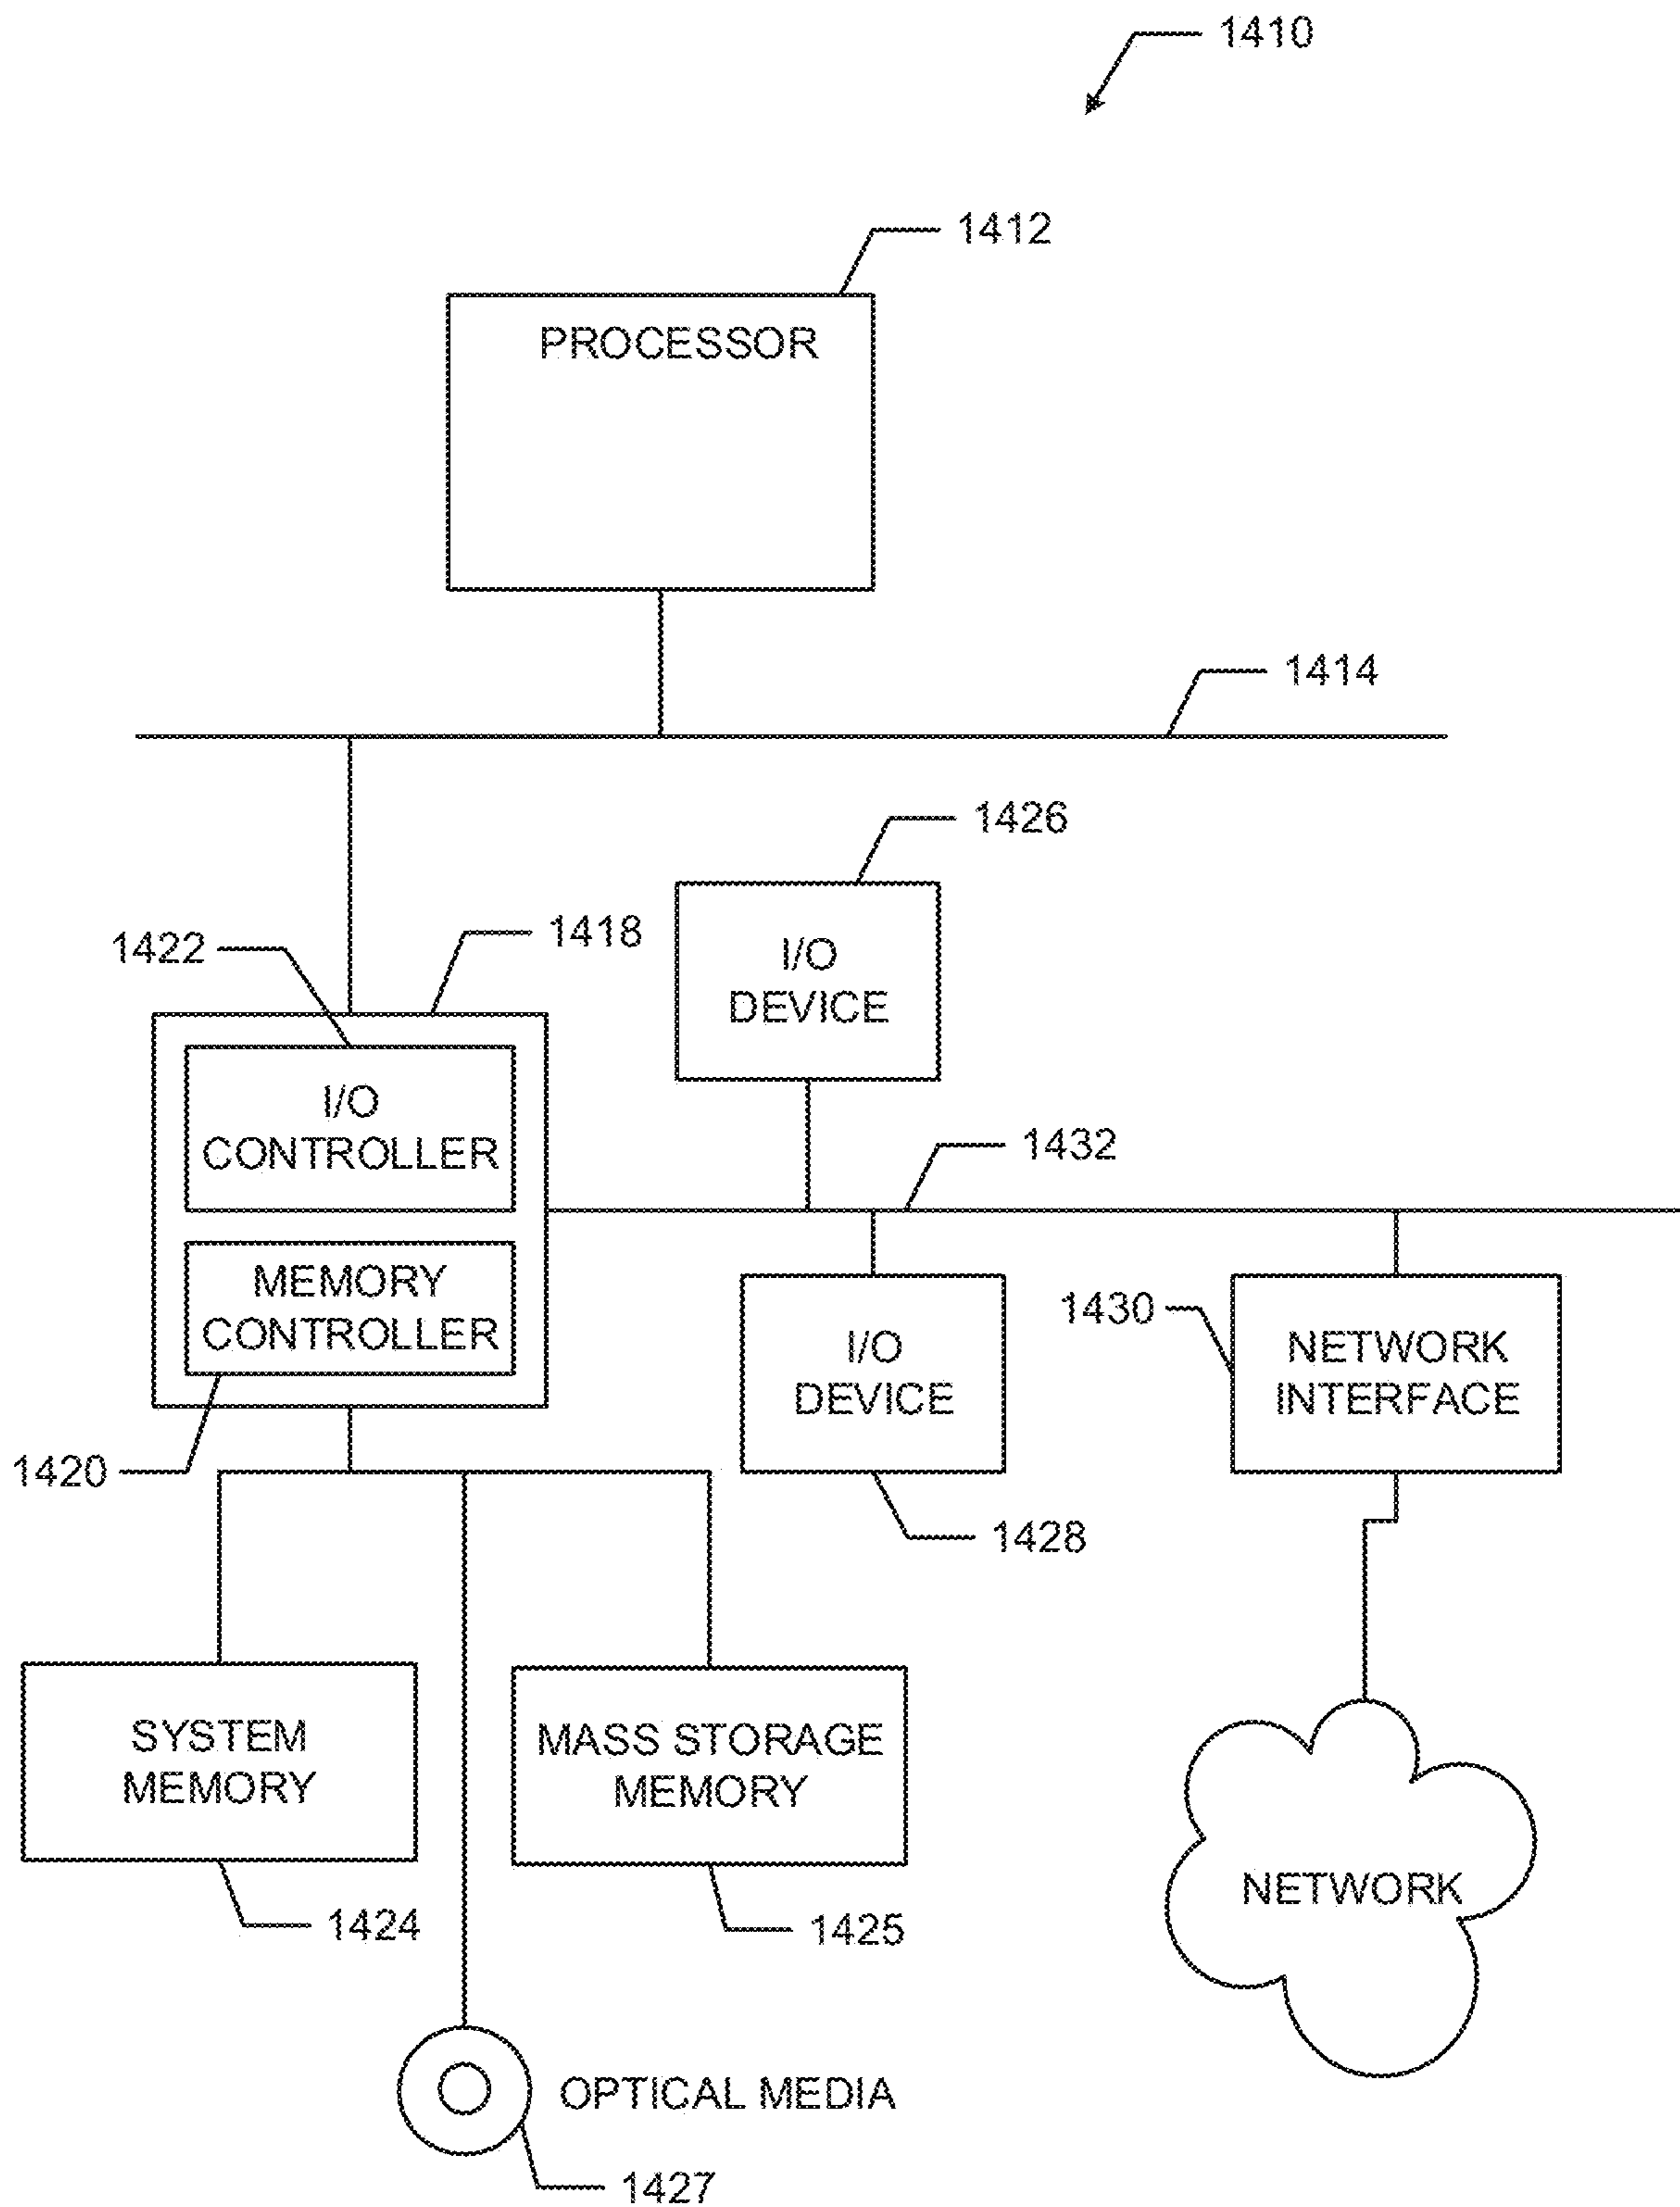 1410
1412
PROCESSOR
1414
1426
1422
1418
I/O
DEVICE
I/O
CONTROLLER
1432
MEMORY
CONTROLLER
1430
I/O
DEVICE
NETWORK
INTERFACE
1420
1428
SYSTEM
MEMORY
MASS STORAGE
MEMORY
NETWORK
1424
1425
OPTICAL MEDIA
1427